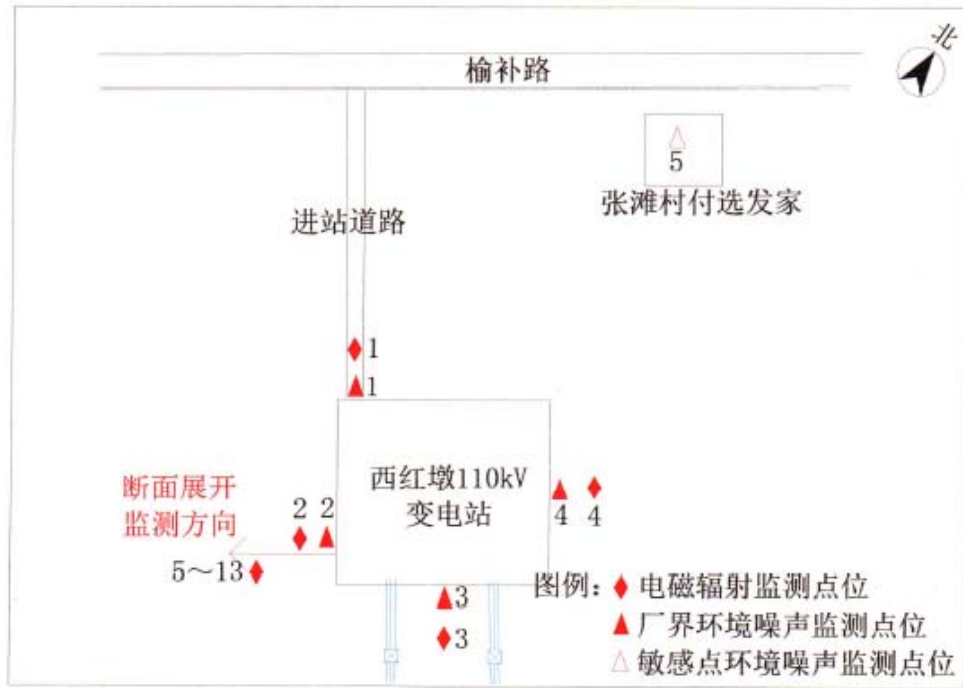 北
榆补路
5
张滩村付选发家
进站道路
1
1
西红墩110kV
变电站
断面展开
监测方向
2 2
4 4
5～13
3
3
图例：
电磁辐射监测点位
厂界环境噪声监测点位
敏感点环境噪声监测点位